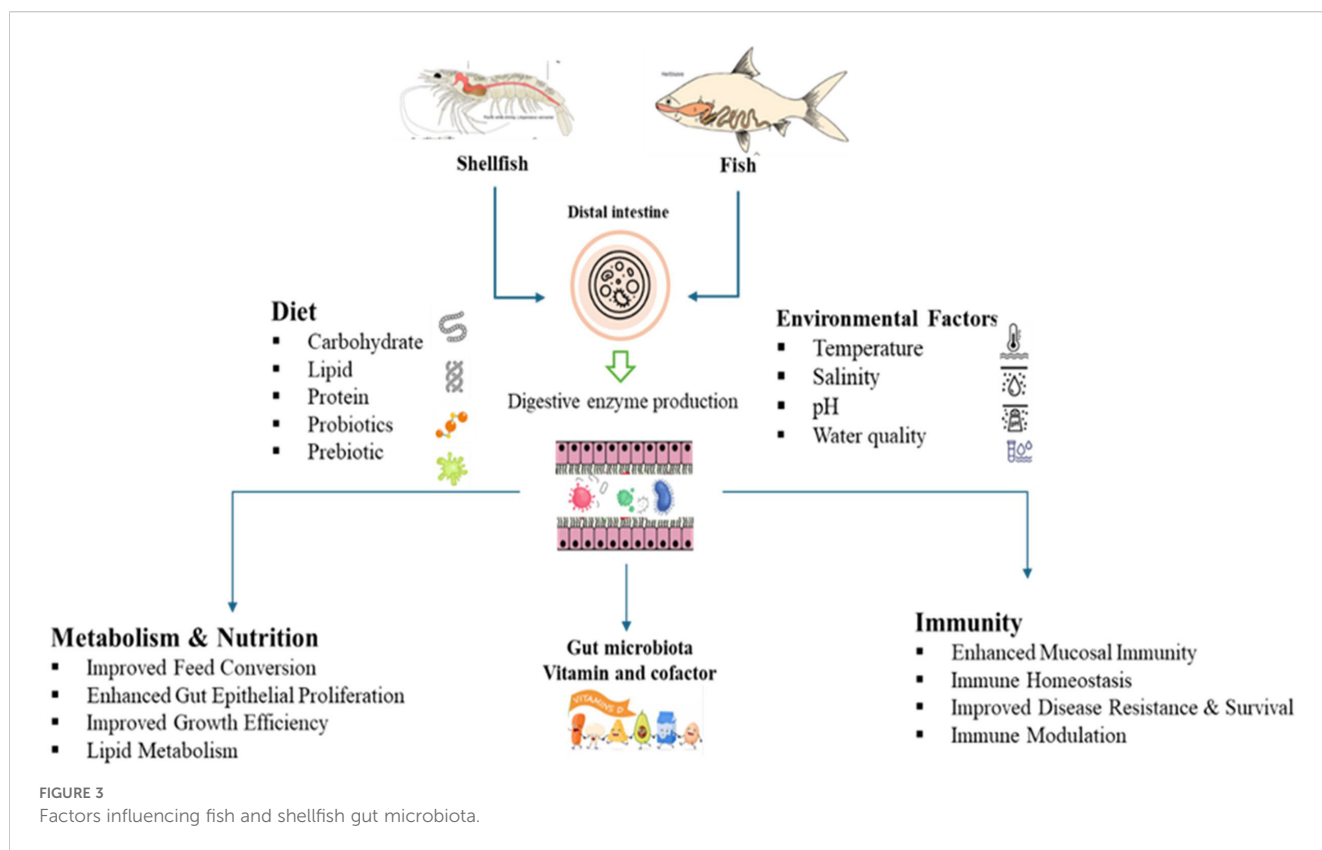 Shellfish
Fish
Distal intestine
Diet
▪ Carbohydrate
▪ Lipid
▪ Protein
▪ Probiotics
▪ Prebiotic
Environmental Factors
▪ Temperature
▪ Salinity
▪ pH
▪ Water quality
Digestive enzyme production
Metabolism & Nutrition
▪ Improved Feed Conversion
▪ Enhanced Gut Epithelial Proliferation
▪ Improved Growth Efficiency
▪ Lipid Metabolism
Gut microbiota
Vitamin and cofactor
VITAMINS D
Immunity
▪ Enhanced Mucosal Immunity
▪ Immune Homeostasis
▪ Improved Disease Resistance & Survival
▪ Immune Modulation
FIGURE 3
Factors influencing fish and shellfish gut microbiota.